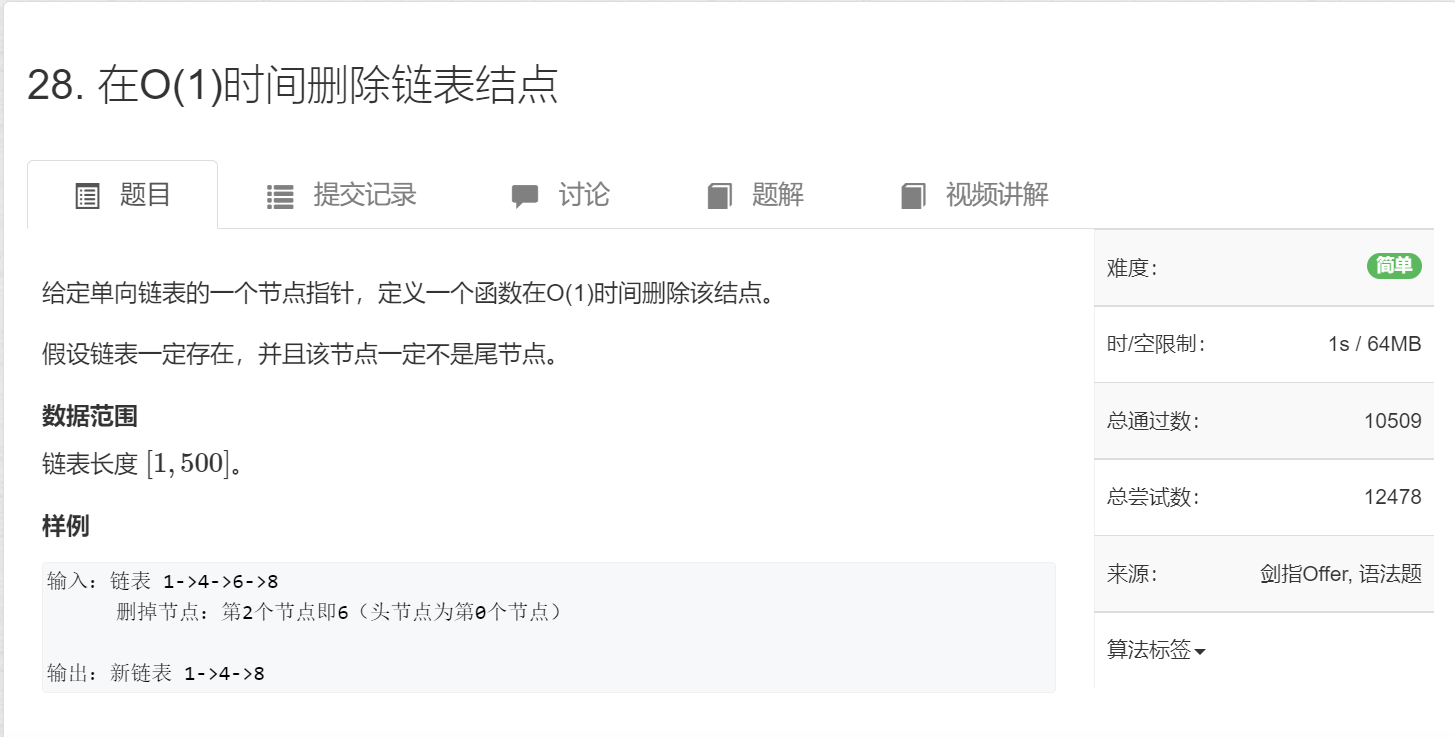 28. 在O(1)时间删除链表结点
题目 提交记录 讨论 题解 视频讲解
给定单向链表的一个节点指针，定义一个函数在O(1)时间删除该结点。
假设链表一定存在，并且该节点一定不是尾节点。
数据范围
链表长度 [1, 500]。
样例
输入：链表 1->4->6->8
删掉节点：第2个节点即6（头节点为第0个节点）
输出：新链表 1->4->8
难度： 简单
时/空限制： 1s / 64MB
总通过数： 10509
总尝试数： 12478
来源： 剑指Offer, 语法题
算法标签